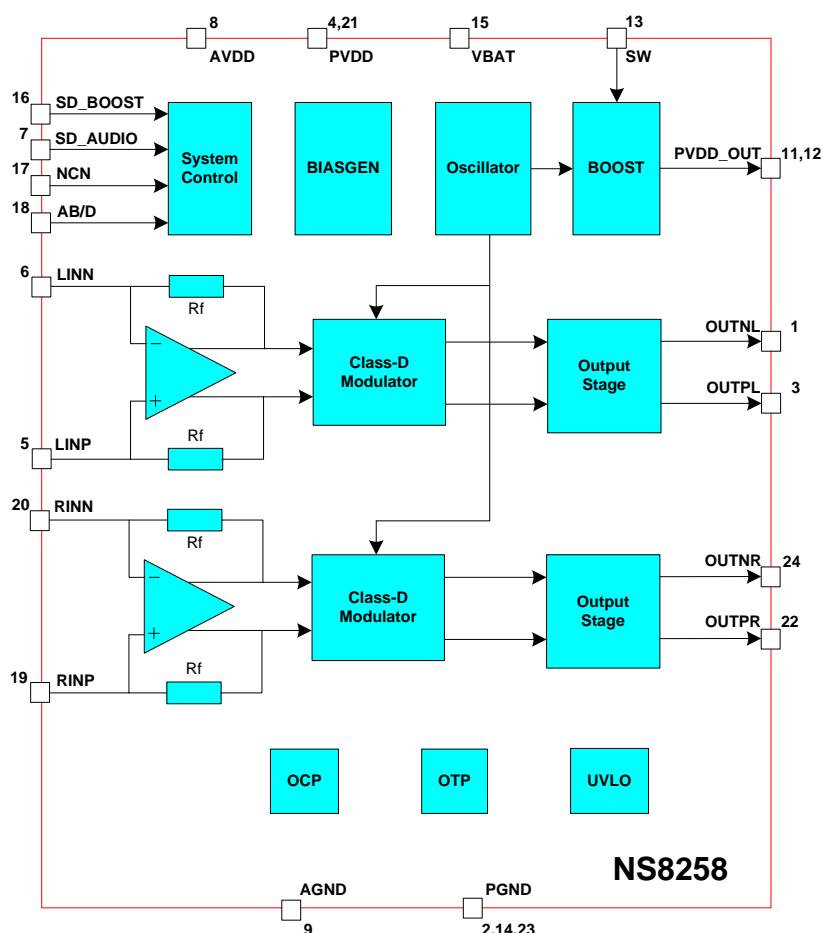 8
4,21
15
13
AVDD
PVDD
VBAT
SW
16
SD_BOOST
7
SD_AUDIO
17
NCN
18
AB/D
System
Control
BIASGEN
Oscillator
BOOST
PVDD_OUT
11,12
6
LINN
Rf
−
+
Rf
5
LINP
Class-D
Modulator
Output
Stage
OUTNL
1
OUTPL
3
20
RINN
Rf
−
+
Rf
19
RINP
Class-D
Modulator
Output
Stage
OUTNR
24
OUTPR
22
OCP
OTP
UVLO
NS8258
AGND
PGND
9
2,14,23